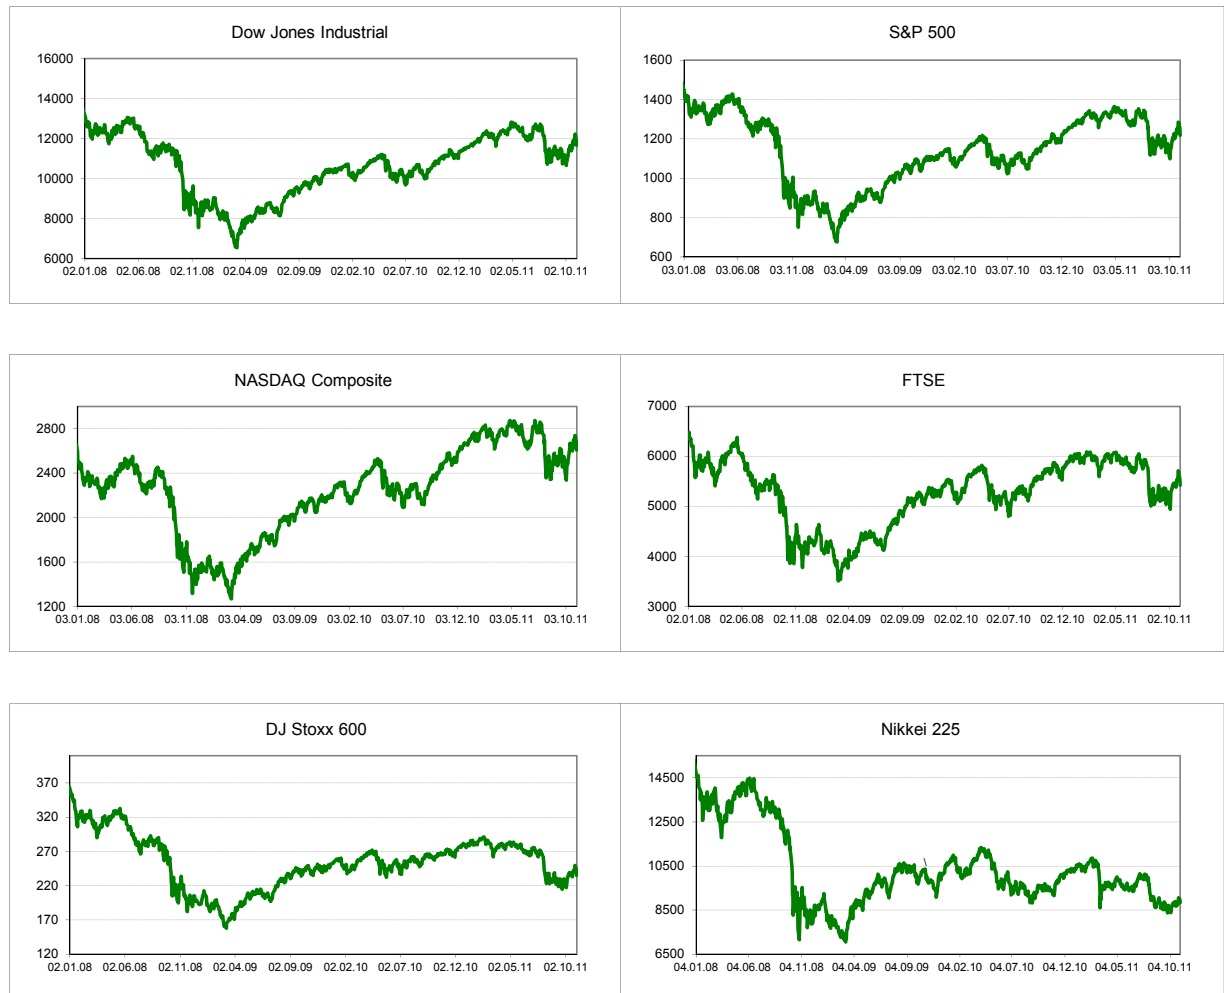 Dow Jones Industrial
16000
14000
12000
10000
8000
6000
02.01.08 02.06.08 02.11.08 02.04.09 02.09.09 02.02.10 02.07.10 02.12.10 02.05.11 02.10.11
S&P 500
1600
1400
1200
1000
800
600
03.01.08 03.06.08 03.11.08 03.04.09 03.09.09 03.02.10 03.07.10 03.12.10 03.05.11 03.10.11
NASDAQ Composite
2800
2400
2000
1600
1200
03.01.08 03.06.08 03.11.08 03.04.09 03.09.09 03.02.10 03.07.10 03.12.10 03.05.11 03.10.11
FTSE
7000
6000
5000
4000
3000
02.01.08 02.06.08 02.11.08 02.04.09 02.09.09 02.02.10 02.07.10 02.12.10 02.05.11 02.10.11
DJ Stoxx 600
370
320
270
220
170
120
02.01.08 02.06.08 02.11.08 02.04.09 02.09.09 02.02.10 02.07.10 02.12.10 02.05.11 02.10.11
Nikkei 225
14500
12500
10500
8500
6500
04.01.08 04.06.08 04.11.08 04.04.09 04.09.09 04.02.10 04.07.10 04.12.10 04.05.11 04.10.11